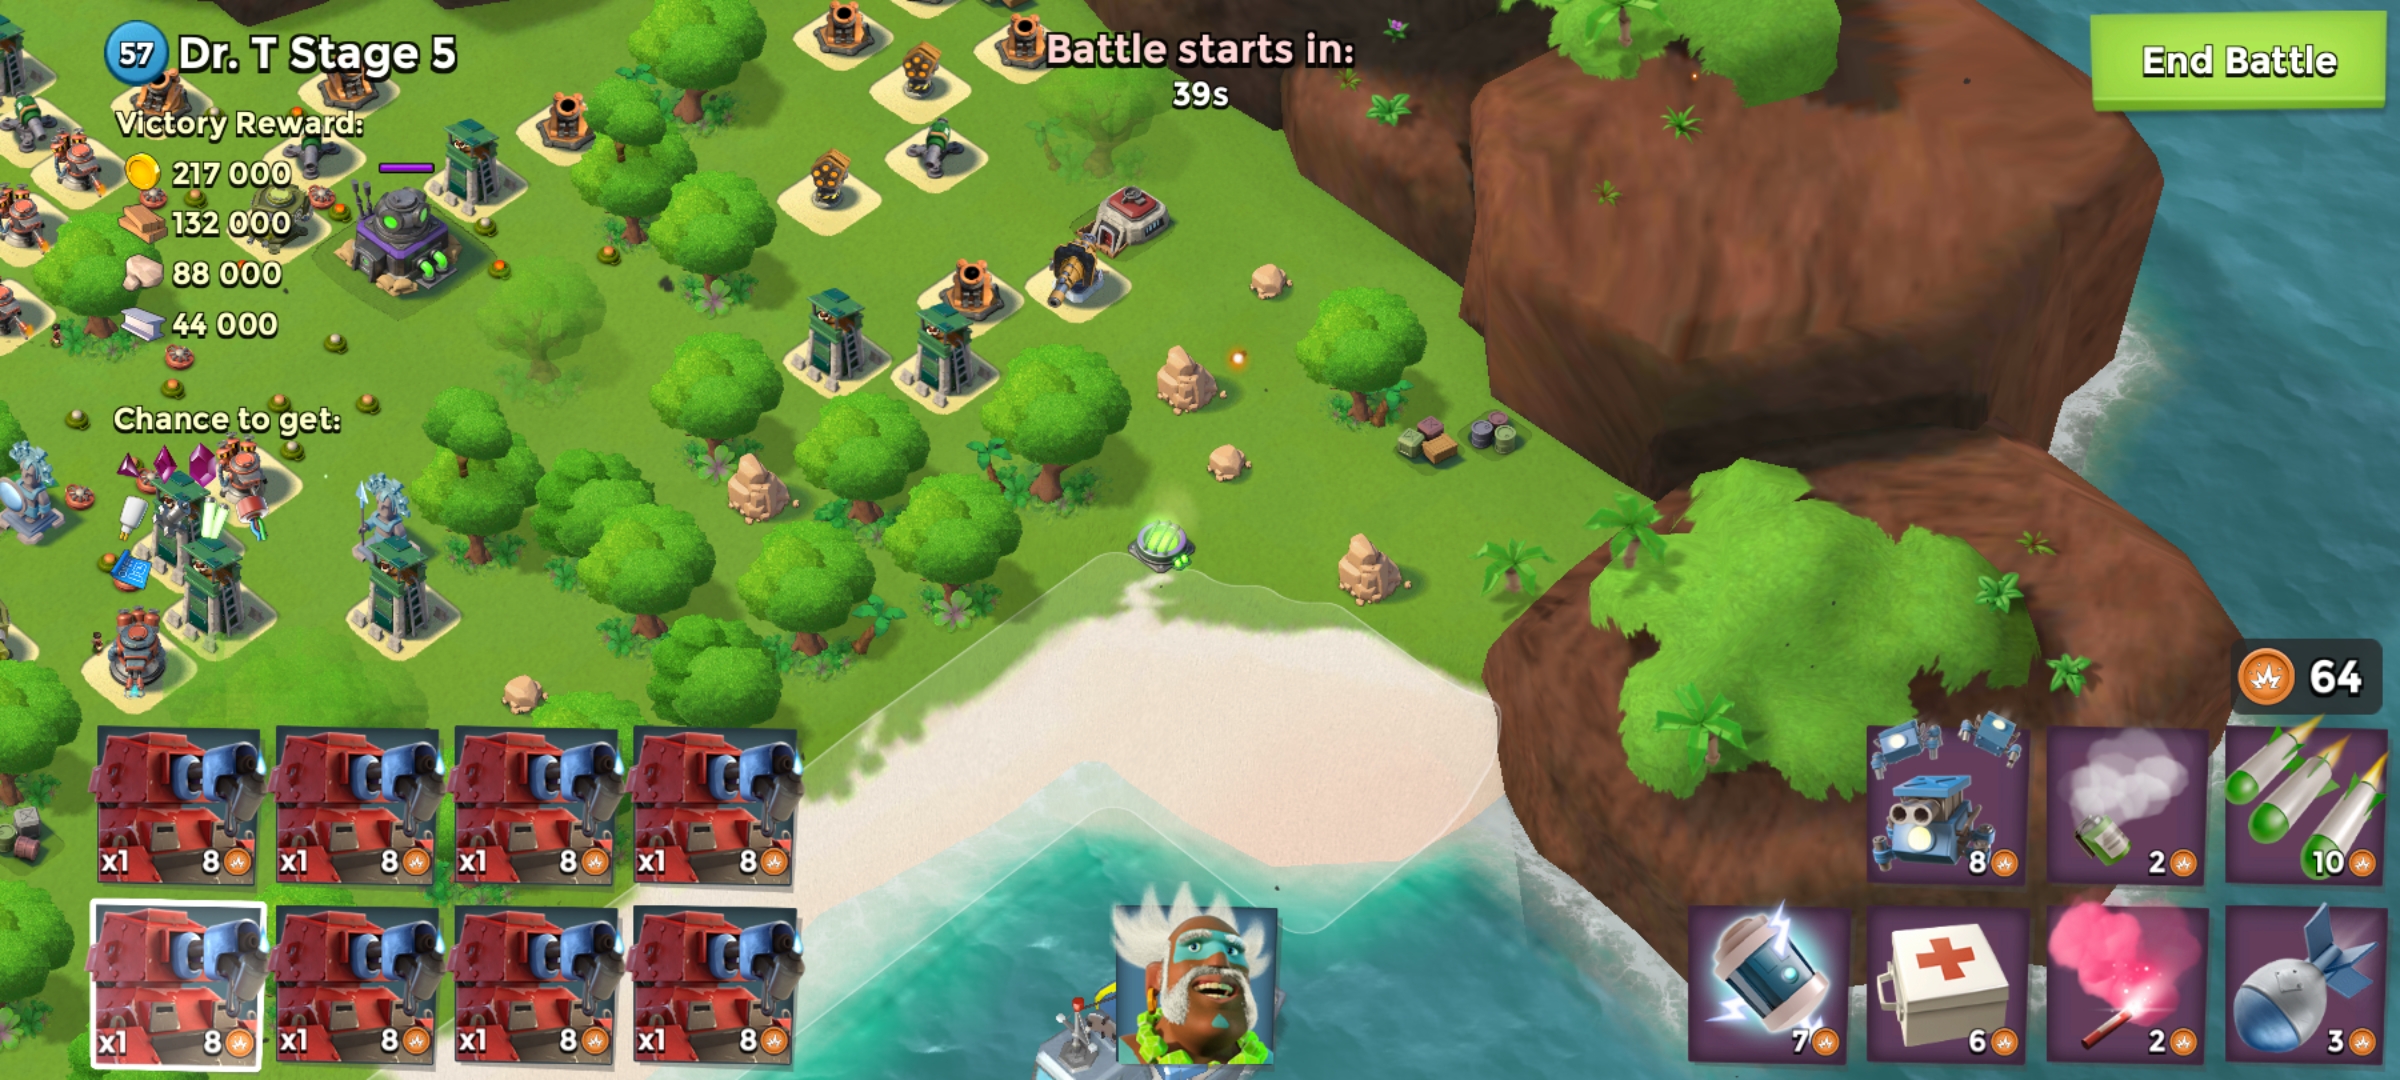 57 Dr. T Stage 5
Battle starts in:
39s
End Battle
Victory Reward:
217 000
132 000
88 000
44 000
Chance to get:
64
x1 8
x1 8
x1 8
x1 8
8
2
10
x1 8
x1 8
x1 8
x1 8
7
6
2
3